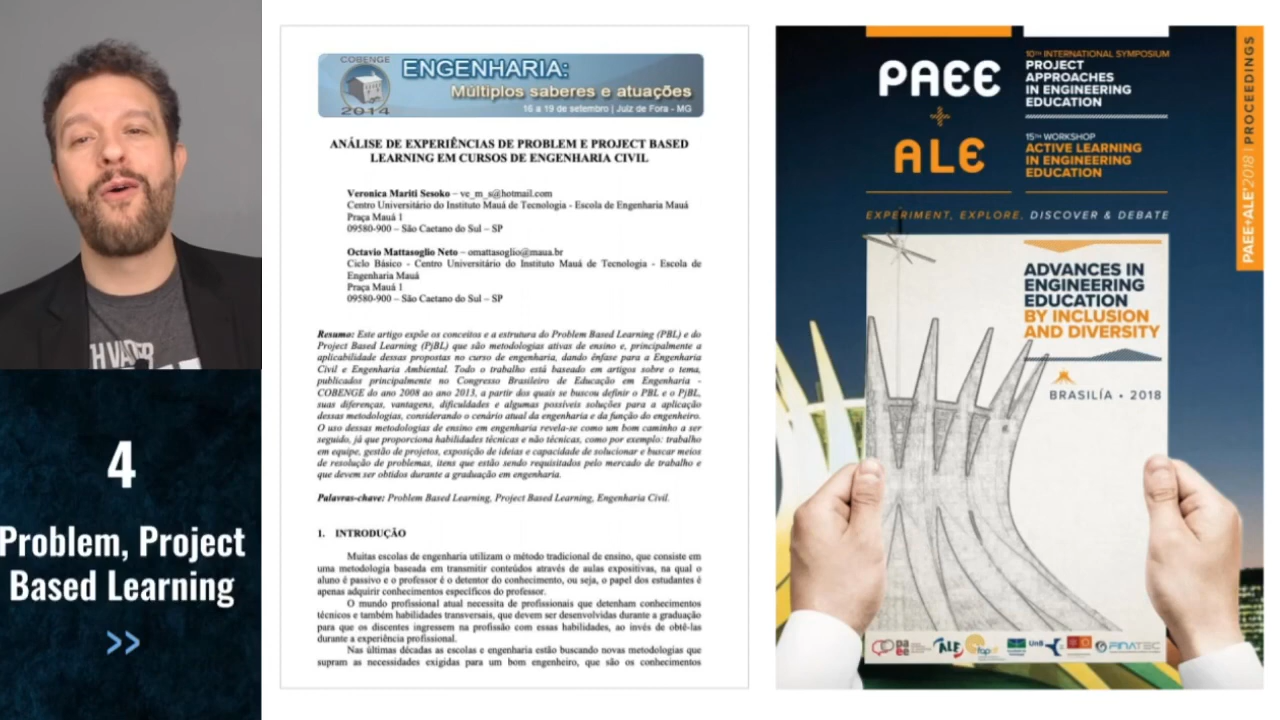 TH VADER
4
Problem, Project
Based Learning
>>
COBENGE
2014
ENGENHARIA:
Múltiplos saberes e atuações
16 a 19 de setembro | Juiz de Fora - MG
ANÁLISE DE EXPERIÊNCIAS DE PROBLEM E PROJECT BASED
LEARNING EM CURSOS DE ENGENHARIA CIVIL
Veronica Mariti Sesoko – ve_m_s@hotmail.com
Centro Universitário do Instituto Mauá de Tecnologia - Escola de Engenharia Mauá
Praça Mauá 1
09580-900 – São Caetano do Sul – SP
Octavio Mattasoglio Neto – omattasoglio@maua.br
Ciclo Básico - Centro Universitário do Instituto Mauá de Tecnologia - Escola de
Engenharia Mauá
Praça Mauá 1
09580-900 – São Caetano do Sul – SP
Resumo: Este artigo expõe os conceitos e a estrutura do Problem Based Learning (PBL) e do
Project Based Learning (PjBL) que são metodologias ativas de ensino e, principalmente a
aplicabilidade dessas propostas no curso de engenharia, dando ênfase para a Engenharia
Civil e Engenharia Ambiental. Todo o trabalho está baseado em artigos sobre o tema,
publicados principalmente no Congresso Brasileiro de Educação em Engenharia -
COBENGE do ano 2008 ao ano 2013, a partir dos quais se buscou definir o PBL e o PjBL,
suas diferenças, vantagens, dificuldades e algumas possíveis soluções para a aplicação
dessas metodologias, considerando o cenário atual da engenharia e da função do engenheiro.
O uso dessas metodologias de ensino em engenharia revela-se como um bom caminho a ser
seguido, já que proporciona habilidades técnicas e não técnicas, como por exemplo: trabalho
em equipe, gestão de projetos, exposição de ideias e capacidade de solucionar e buscar meios
de resolução de problemas, itens que estão sendo requisitados pelo mercado de trabalho e
que devem ser obtidos durante a graduação em engenharia.
Palavras-chave: Problem Based Learning, Project Based Learning, Engenharia Civil.
1. INTRODUÇÃO
Muitas escolas de engenharia utilizam o método tradicional de ensino, que consiste em
uma metodologia baseada em transmitir conteúdos através de aulas expositivas, na qual o
aluno é passivo e o professor é o detentor do conhecimento, ou seja, o papel dos estudantes é
apenas adquirir conhecimentos específicos do professor.
O mundo profissional atual necessita de profissionais que detenham conhecimentos
técnicos e também habilidades transversais, que devem ser desenvolvidas durante a graduação
para que os discentes ingressem na profissão com essas habilidades, ao invés de obtê-las
durante a experiência profissional.
Nas últimas décadas as escolas e engenharia estão buscando novas metodologias que
supram as necessidades exigidas para um bom engenheiro, que são os conhecimentos
PAEE
+
ALE
10TH INTERNATIONAL SYMPOSIUM
PROJECT
APPROACHES
IN ENGINEERING
EDUCATION
15TH WORKSHOP
ACTIVE LEARNING
IN ENGINEERING
EDUCATION
EXPERIMENT, EXPLORE, DISCOVER & DEBATE
PAEE+ALE'2018 | PROCEEDINGS
ADVANCES IN
ENGINEERING
EDUCATION
BY INCLUSION
AND DIVERSITY
BRASILÍA • 2018
paee ALE fapdf UnB FINATEC